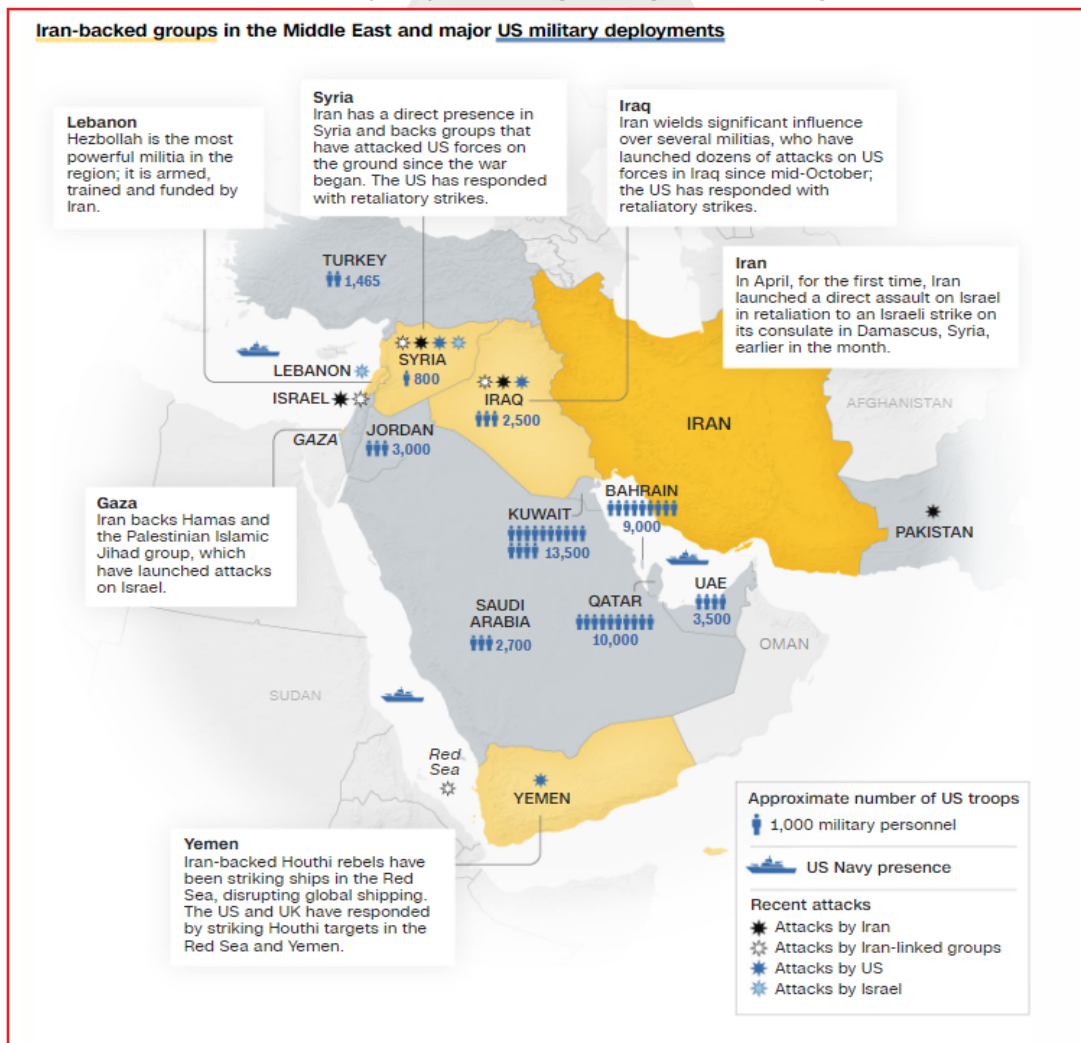 Iran-backed groups in the Middle East and major US military deployments
Lebanon
Hezbollah is the most
powerful militia in the
region; it is armed,
trained and funded by
Iran.
Syria
Iran has a direct presence in
Syria and backs groups that
have attacked US forces on
the ground since the war
began. The US has responded
with retaliatory strikes.
Iraq
Iran wields significant influence
over several militias, who have
launched dozens of attacks on US
forces in Iraq since mid-October;
the US has responded with
retaliatory strikes.
Iran
In April, for the first time, Iran
launched a direct assault on Israel
in retaliation to an Israeli strike on
its consulate in Damascus, Syria,
earlier in the month.
TURKEY
1,465
SYRIA
800
LEBANON
ISRAEL
GAZA
JORDAN
3,000
IRAQ
2,500
IRAN
AFGHANISTAN
PAKISTAN
KUWAIT
13,500
BAHRAIN
9,000
Gaza
Iran backs Hamas and
the Palestinian Islamic
Jihad group, which
have launched attacks
on Israel.
SAUDI
ARABIA
2,700
QATAR
10,000
UAE
3,500
OMAN
SUDAN
Red
Sea
YEMEN
Yemen
Iran-backed Houthi rebels have
been striking ships in the Red
Sea, disrupting global shipping.
The US and UK have responded
by striking Houthi targets in the
Red Sea and Yemen.
Approximate number of US troops
1,000 military personnel
US Navy presence
Recent attacks
Attacks by Iran
Attacks by Iran-linked groups
Attacks by US
Attacks by Israel